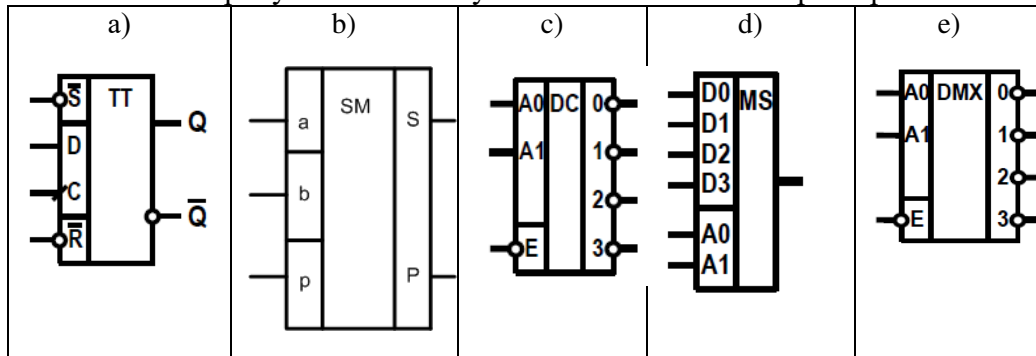 a) b) c) d) e)
S̅ TT
D Q
C
R̅ Q̅
SM
a S
b
p P
A0 DC 0
A1 1
2
E 3
D0 MS
D1
D2
D3
A0
A1
A0 DMX 0
A1 1
2
E 3